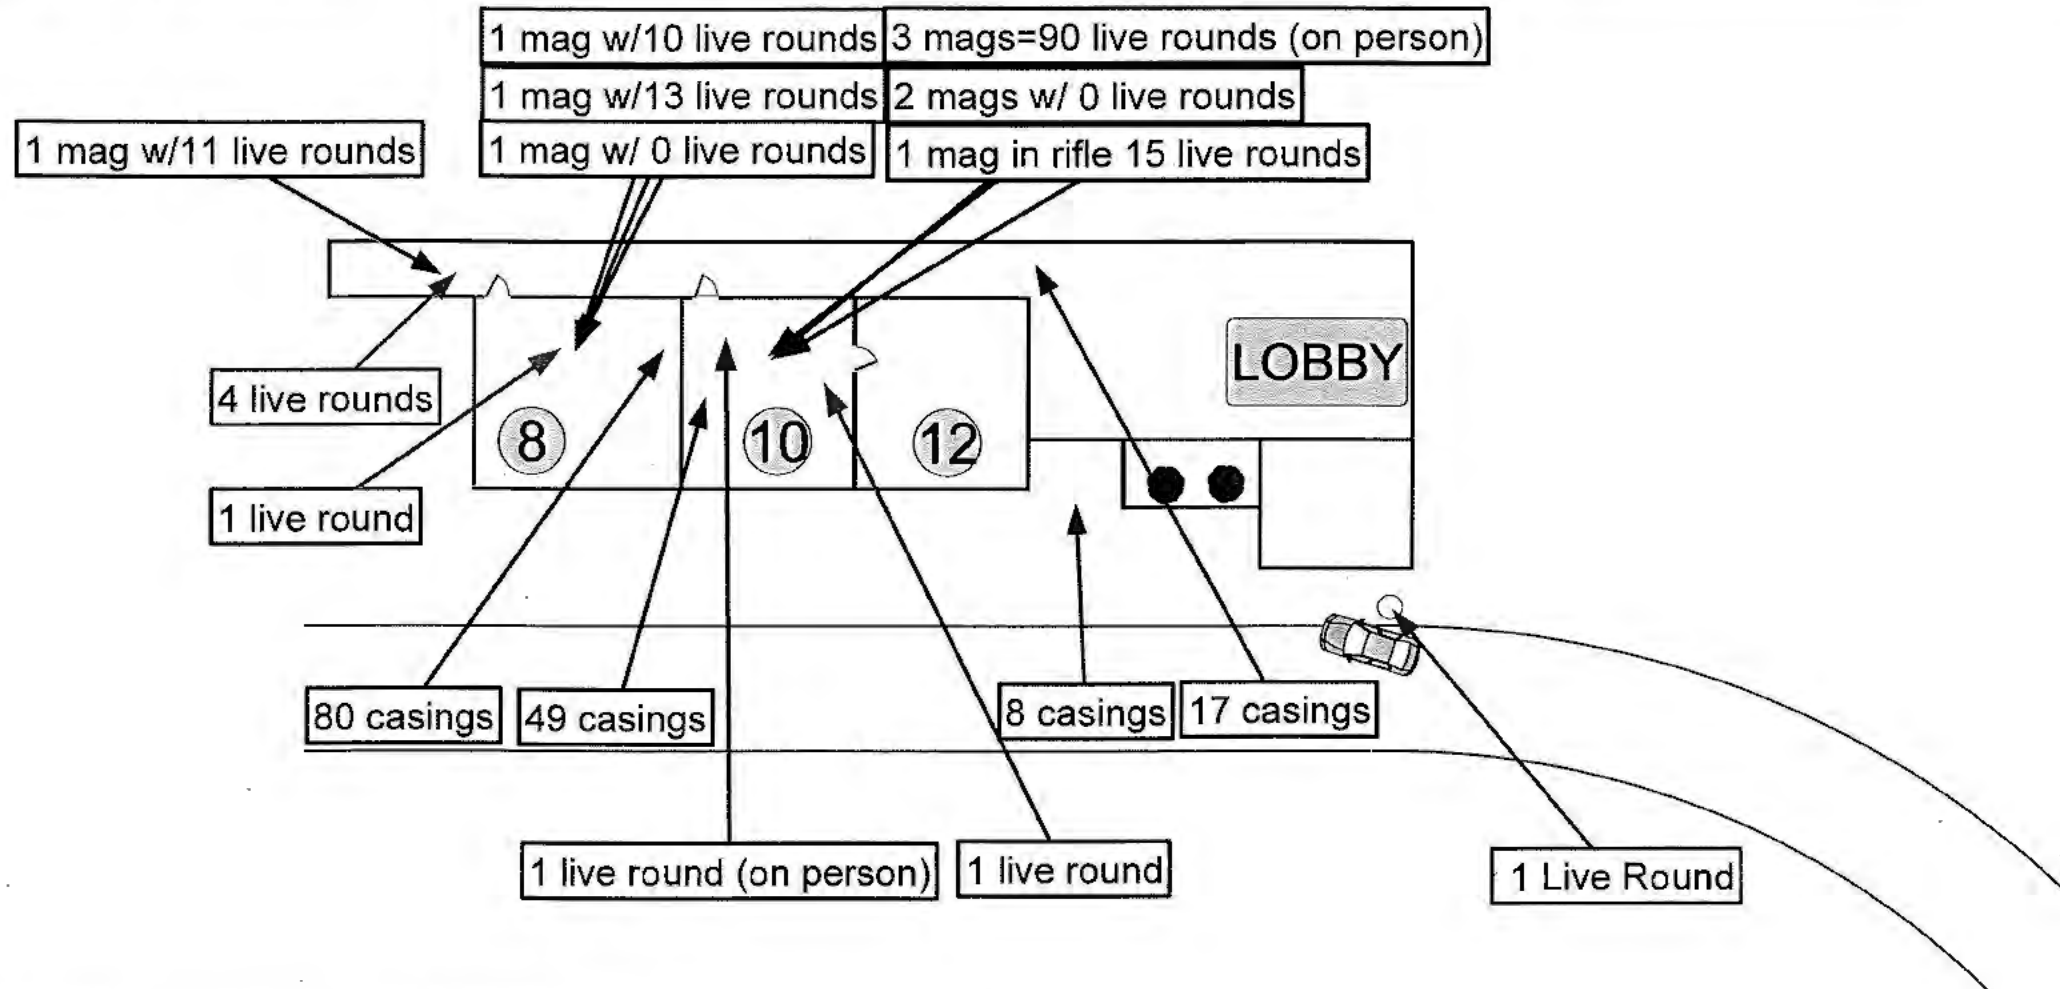 1 mag w/10 live rounds
3 mags=90 live rounds (on person)
1 mag w/13 live rounds
2 mags w/ 0 live rounds
1 mag w/11 live rounds
1 mag w/ 0 live rounds
1 mag in rifle 15 live rounds
LOBBY
4 live rounds
8
10
12
1 live round
80 casings
49 casings
8 casings
17 casings
1 live round (on person)
1 live round
1 Live Round